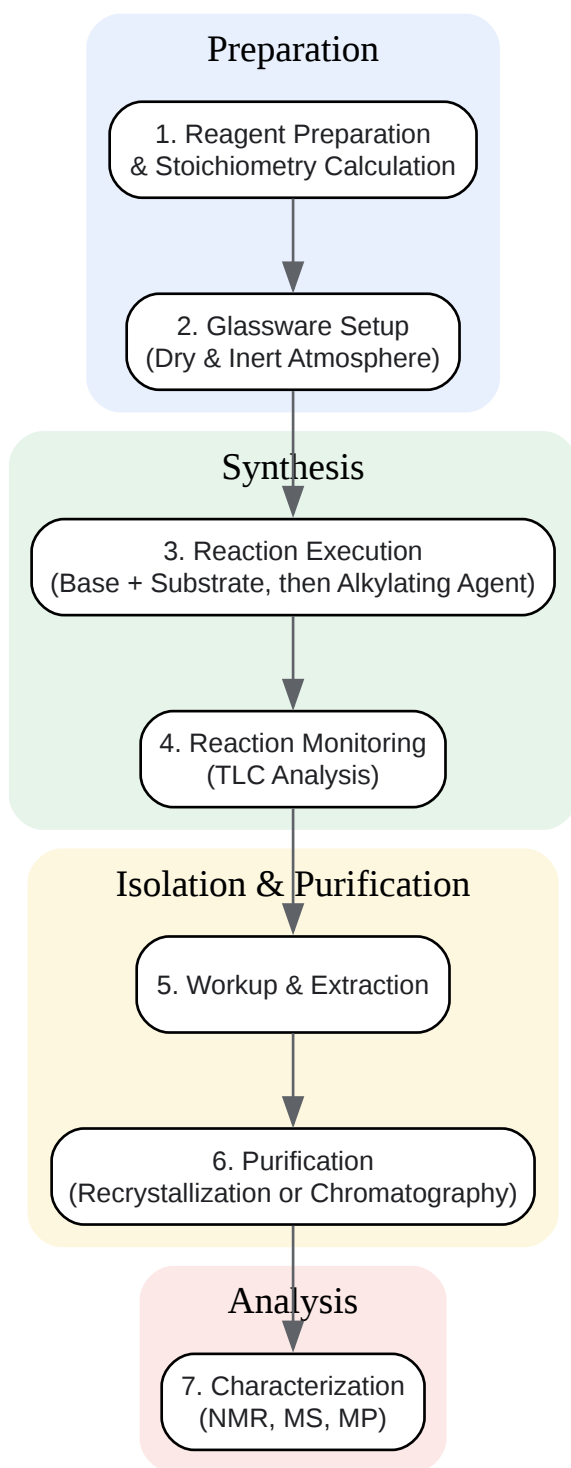 Preparation
1. Reagent Preparation
& Stoichiometry Calculation
2. Glassware Setup
(Dry & Inert Atmosphere)
Synthesis
3. Reaction Execution
(Base + Substrate, then Alkylating Agent)
4. Reaction Monitoring
(TLC Analysis)
Isolation & Purification
5. Workup & Extraction
6. Purification
(Recrystallization or Chromatography)
Analysis
7. Characterization
(NMR, MS, MP)